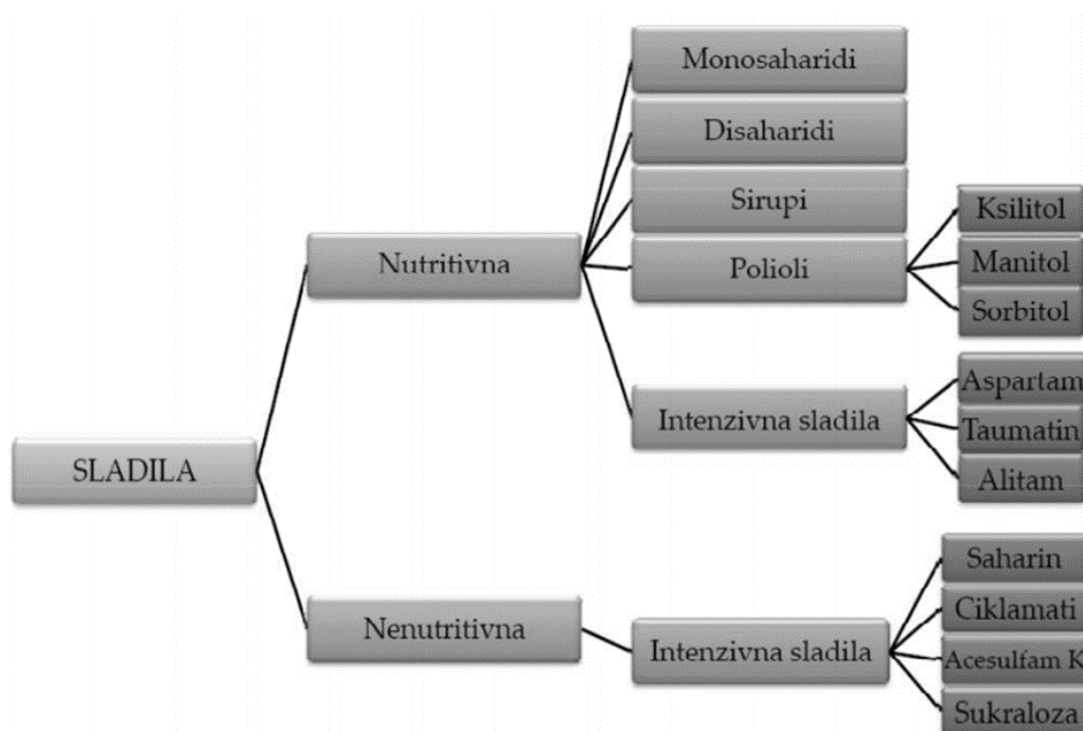 Monosaharidi
Disaharidi
Sirupi
Ksilitol
Nutritivna
Polioli
Manitol
Sorbitol
Aspartam
Intenzivna sladila
Taumatin
SLADILA
Alitam
Saharin
Ciklamati
Nenutritivna
Intenzivna sladila
Acesulfam K
Sukraloza